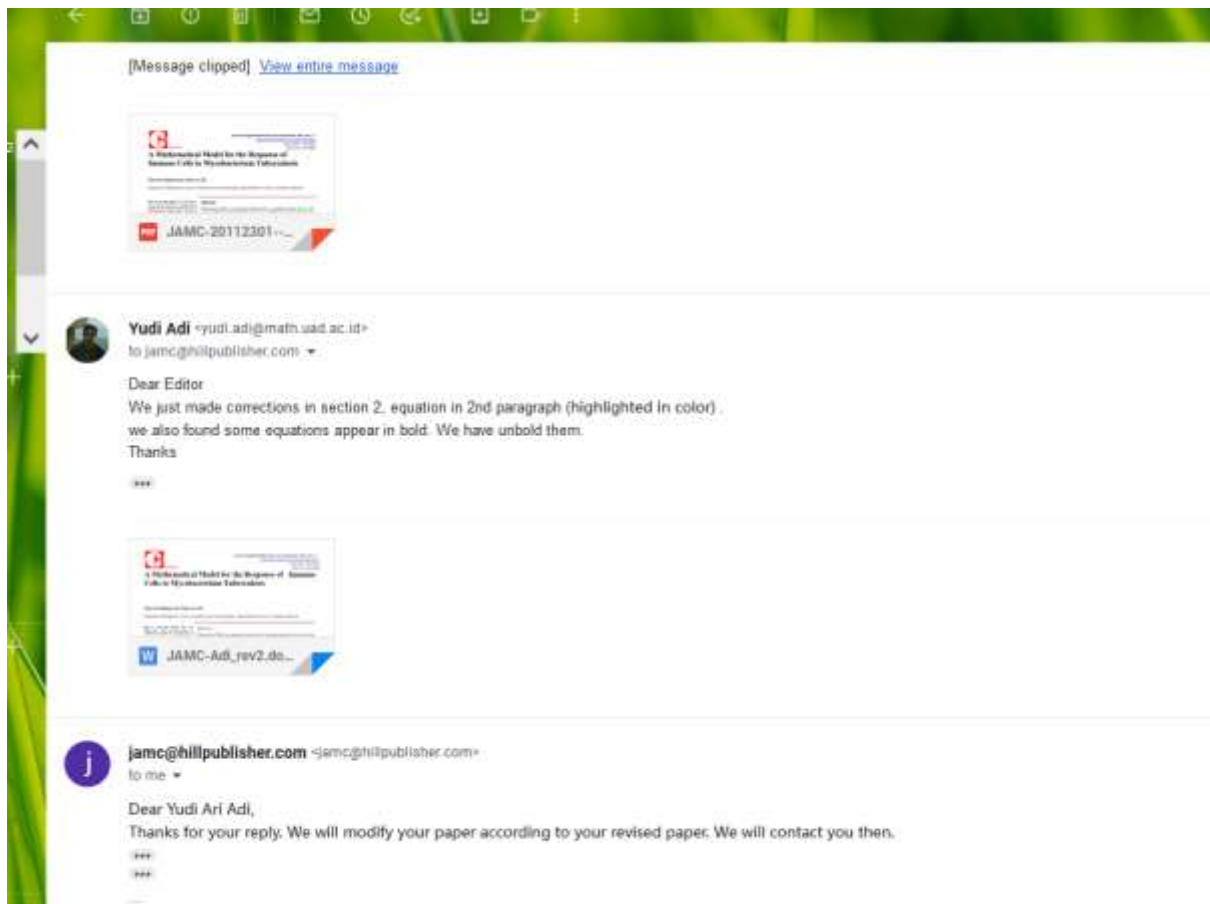 [Message clipped] View entire message
A Mathematical Model for the Response of
Immune Cells to Mycobacterium Tuberculosis
PDF JAMC-20112301--...
Yudi Adi <yudi.adi@math.uad.ac.id>
to jamc@hillpublisher.com
Dear Editor
We just made corrections in section 2, equation in 2nd paragraph (highlighted in color) .
we also found some equations appear in bold. We have unbold them.
Thanks
A Mathematical Model for the Response of Immune
Cells to Mycobacterium Tuberculosis
W JAMC-Adi_rev2.do...
j
jamc@hillpublisher.com <jamc@hillpublisher.com>
to me
Dear Yudi Ari Adi,
Thanks for your reply. We will modify your paper according to your revised paper. We will contact you then.